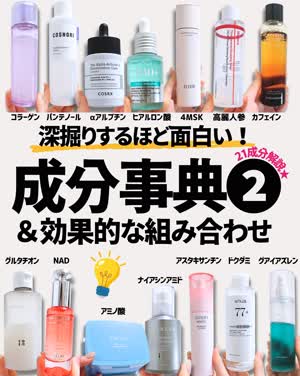 COSNORI
COSRX
ELIXIR
コラーゲン パンテノール αアルブチン ヒアルロン酸 4MSK 高麗人参 カフェイン
深掘りするほど面白い！
21成分解説★
成分事典❷
＆効果的な組み合わせ
グルタチオン NAD アミノ酸 ナイアシンアミド アスタキサンチン ドクダミ グアイアズレン
77